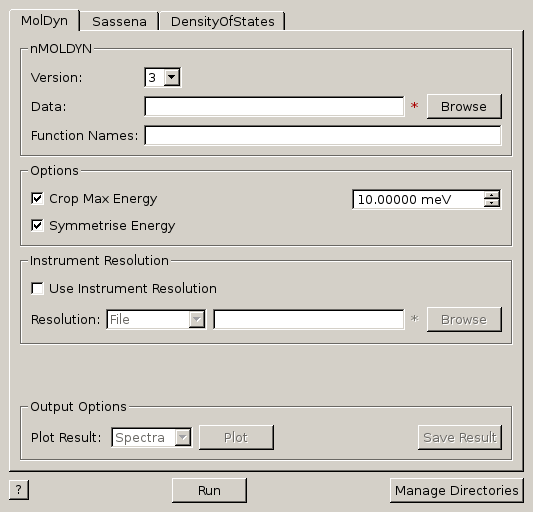 MolDyn Sassena DensityOfStates
nMOLDYN
Version: 3
Data: * Browse
Function Names:
Options
Crop Max Energy 10.00000 meV
Symmetrise Energy
Instrument Resolution
Use Instrument Resolution
Resolution: File * Browse
Output Options
Plot Result: Spectra Plot Save Result
? Run Manage Directories